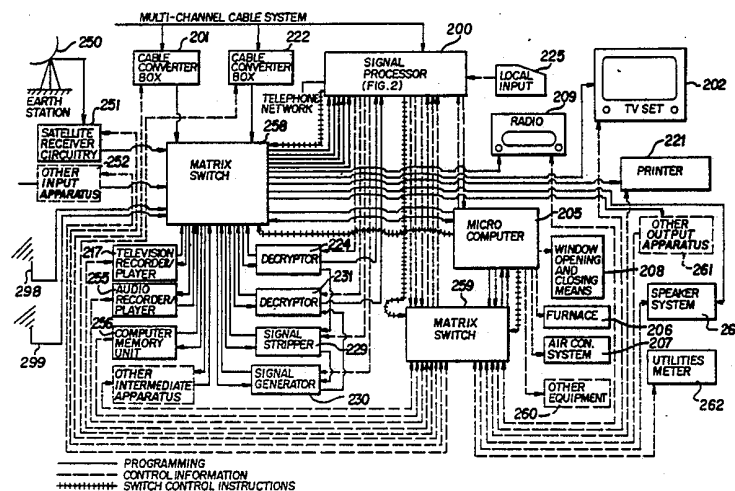 MULTI-CHANNEL CABLE SYSTEM
250
201
222
200
225
202
CABLE
CONVERTER
BOX
CABLE
CONVERTER
BOX
SIGNAL
PROCESSOR
(FIG.2)
LOCAL
INPUT
EARTH
STATION
251
TELEPHONE
NETWORK
209
RADIO
TV SET
258
SATELLITE
RECEIVER
CIRCUITRY
252
OTHER
INPUT
APPARATUS
MATRIX
SWITCH
221
PRINTER
205
MICRO
COMPUTER
OTHER
OUTPUT
APPARATUS
261
217
TELEVISION
RECORDER/
PLAYER
224
DECRYPTOR
298
255
AUDIO
RECORDER/
PLAYER
231
DECRYPTOR
259
WINDOW
OPENING
AND
CLOSING
MEANS
208
SPEAKER
SYSTEM
26
256
COMPUTER
MEMORY
UNIT
SIGNAL
STRIPPER
229
MATRIX
SWITCH
FURNACE
206
299
AIR CON.
SYSTEM
207
UTILITIES
METER
262
OTHER
INTERMEDIATE
APPARATUS
SIGNAL
GENERATOR
230
OTHER
EQUIPMENT
260
PROGRAMMING
CONTROL INFORMATION
SWITCH CONTROL INSTRUCTIONS